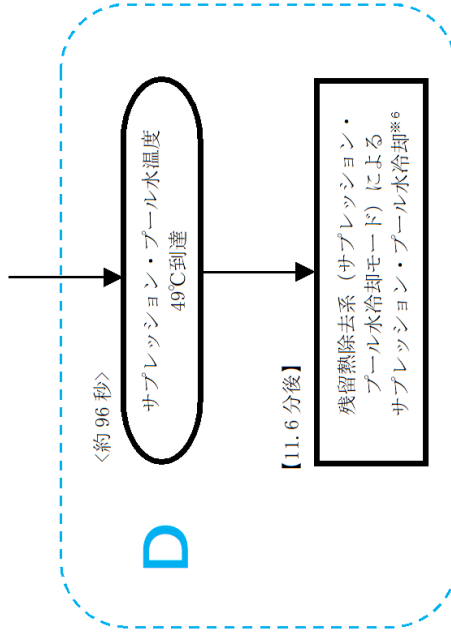 D
<約 96 秒>
サプレッション・プール水温度
49℃到達
【11.6 分後】
残留熱除去系(サプレッション・
プール水冷却モード)による
サプレッション・プール水冷却※6